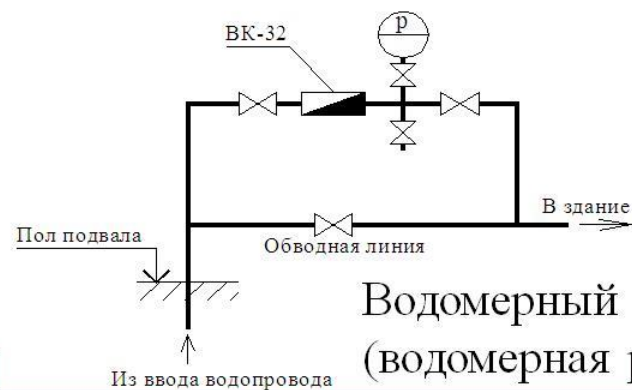 p
ВК-32
В здание
Пол подвала
Обводная линия
Водомерный
(водомерная
Из ввода водопровода